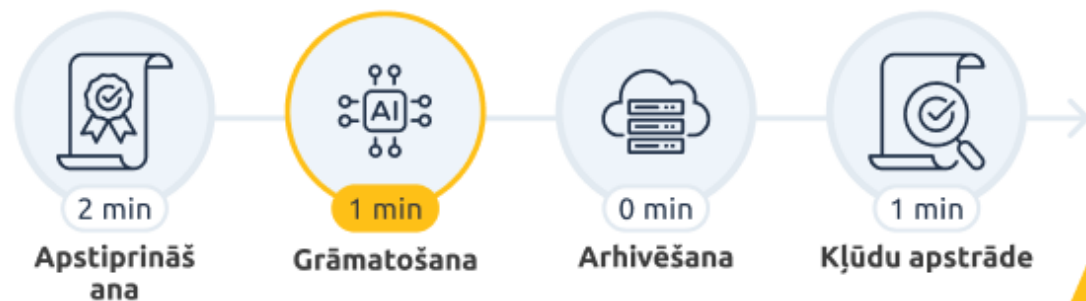 AI
2 min
1 min
0 min
1 min
Apstiprināš
ana
Grāmatošana
Arhivēšana
Kļūdu apstrāde